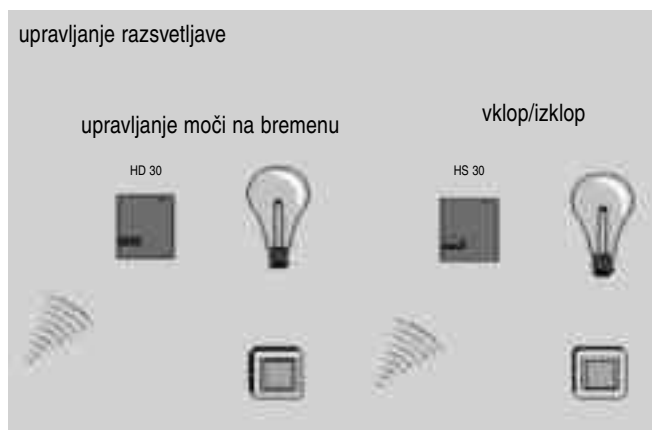 upravljanje razsvetljave
upravljanje moči na bremenu
vklop/izklop
HD 30
HS 30